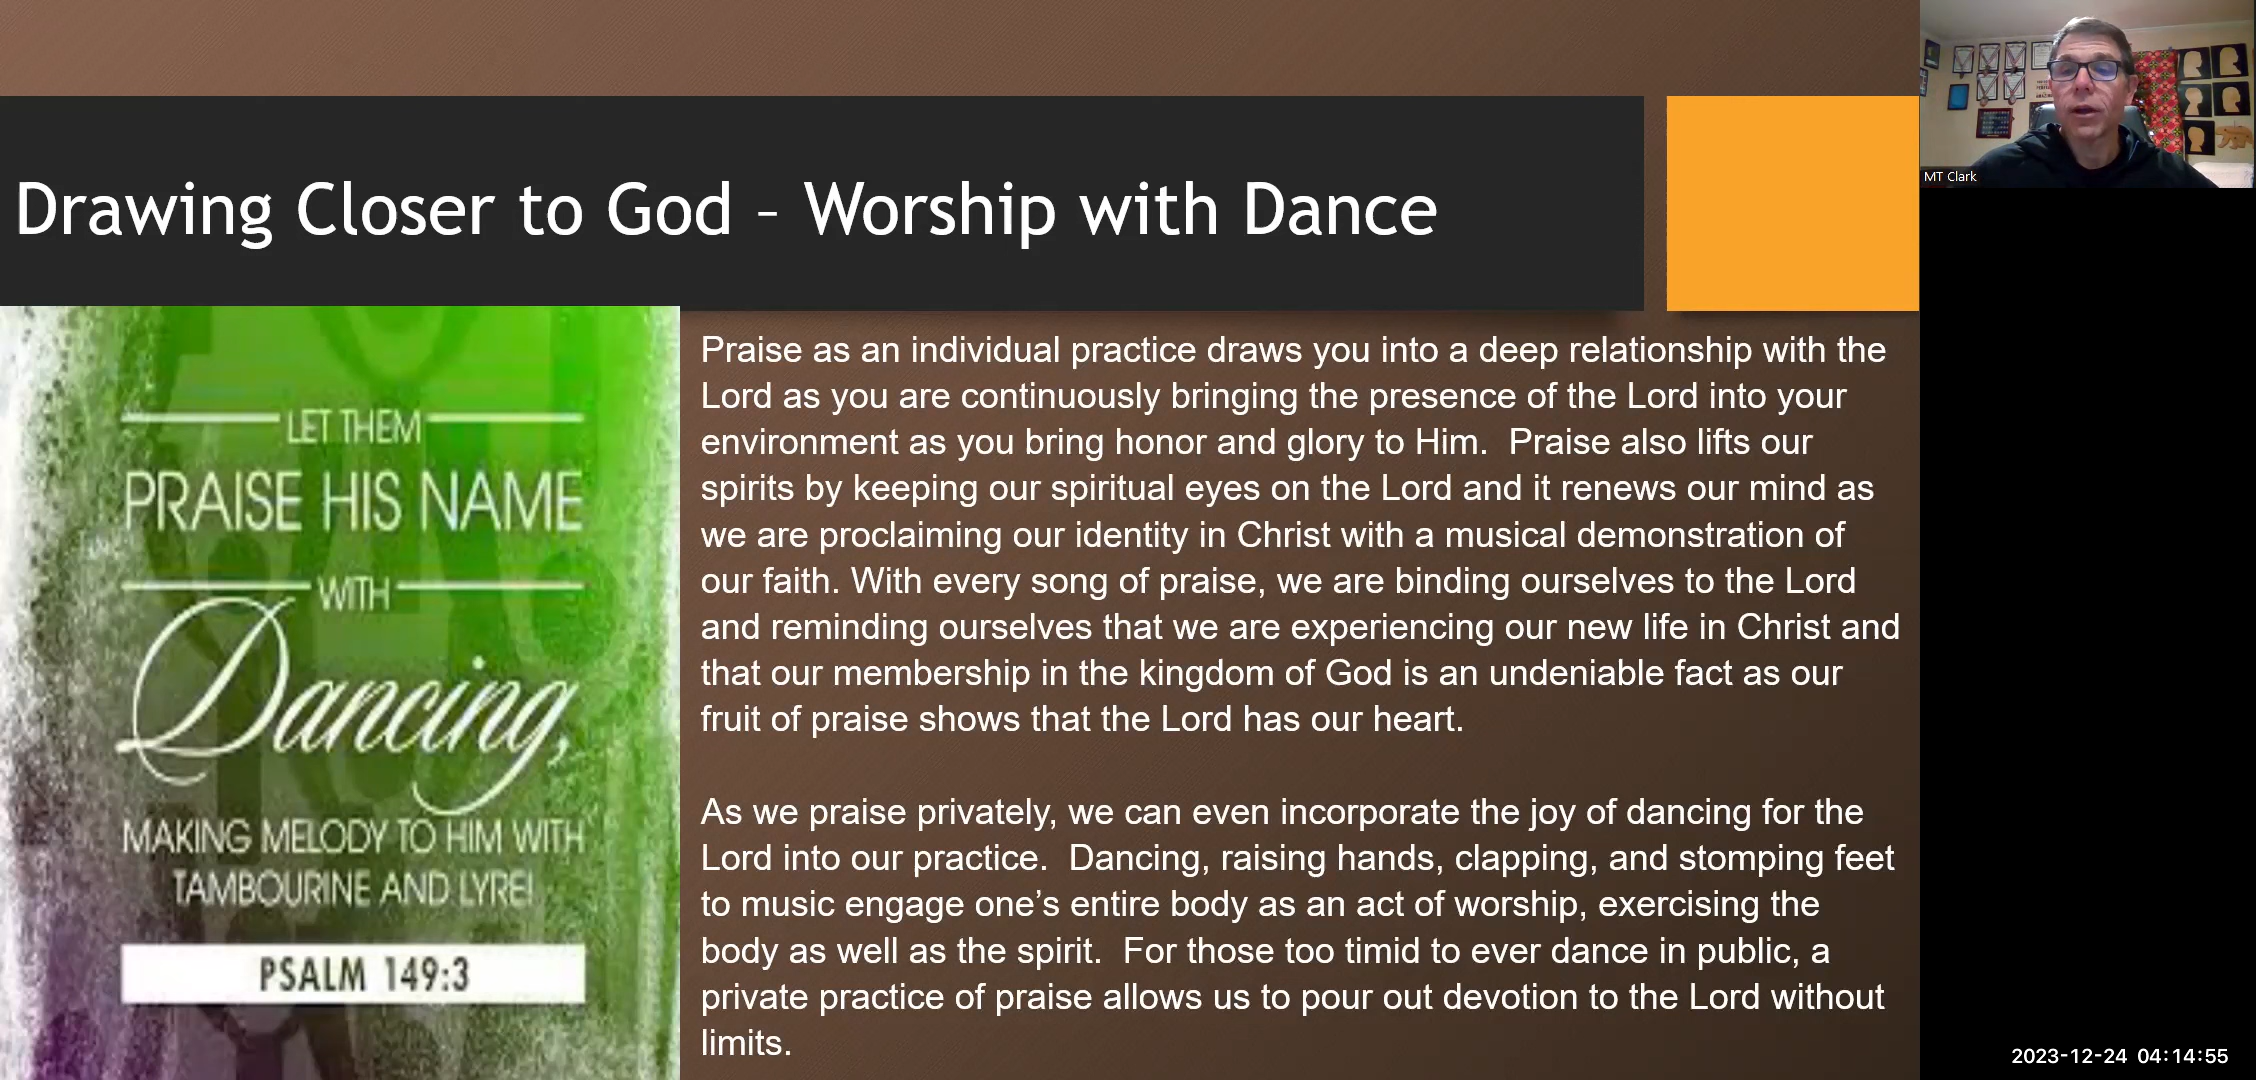 Drawing Closer to God – Worship with Dance
LET THEM
PRAISE HIS NAME
WITH
Dancing,
MAKING MELODY TO HIM WITH
TAMBOURINE AND LYRE!
PSALM 149:3
Praise as an individual practice draws you into a deep relationship with the
Lord as you are continuously bringing the presence of the Lord into your
environment as you bring honor and glory to Him.  Praise also lifts our
spirits by keeping our spiritual eyes on the Lord and it renews our mind as
we are proclaiming our identity in Christ with a musical demonstration of
our faith. With every song of praise, we are binding ourselves to the Lord
and reminding ourselves that we are experiencing our new life in Christ and
that our membership in the kingdom of God is an undeniable fact as our
fruit of praise shows that the Lord has our heart.
As we praise privately, we can even incorporate the joy of dancing for the
Lord into our practice.  Dancing, raising hands, clapping, and stomping feet
to music engage one’s entire body as an act of worship, exercising the
body as well as the spirit.  For those too timid to ever dance in public, a
private practice of praise allows us to pour out devotion to the Lord without
limits.
MT Clark
2023-12-24 04:14:55